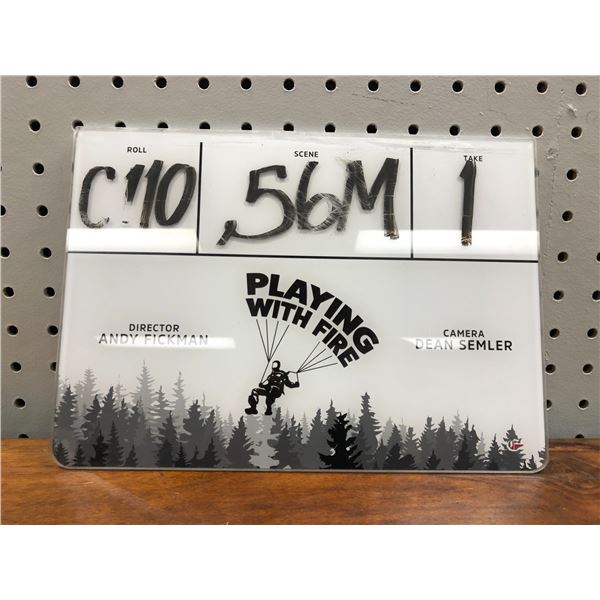 ROLL SCENE TAKE
C110 56M 1
PLAYING
WITH FIRE
DIRECTOR
ANDY FICKMAN
CAMERA
DEAN SEMLER